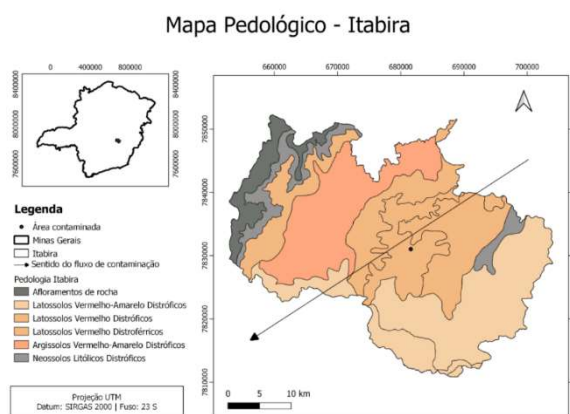 Mapa Pedológico - Itabira
0 400000 800000
8400000
8000000
7600000
660000 670000 680000 690000 700000
7850000
7840000
7830000
7820000
7810000
Legenda
Área contaminada
Minas Gerais
Itabira
Sentido do fluxo de contaminação
Pedologia Itabira
Afloramentos de rocha
Latossolos Vermelho-Amarelo Distróficos
Latossolos Vermelho Distróficos
Latossolos Vermelho Distroférricos
Argissolos Vermelho-Amarelo Distróficos
Neossolos Litólicos Distróficos
Projeção UTM
Datum: SIRGAS 2000 | Fuso: 23 S
0 5 10 km